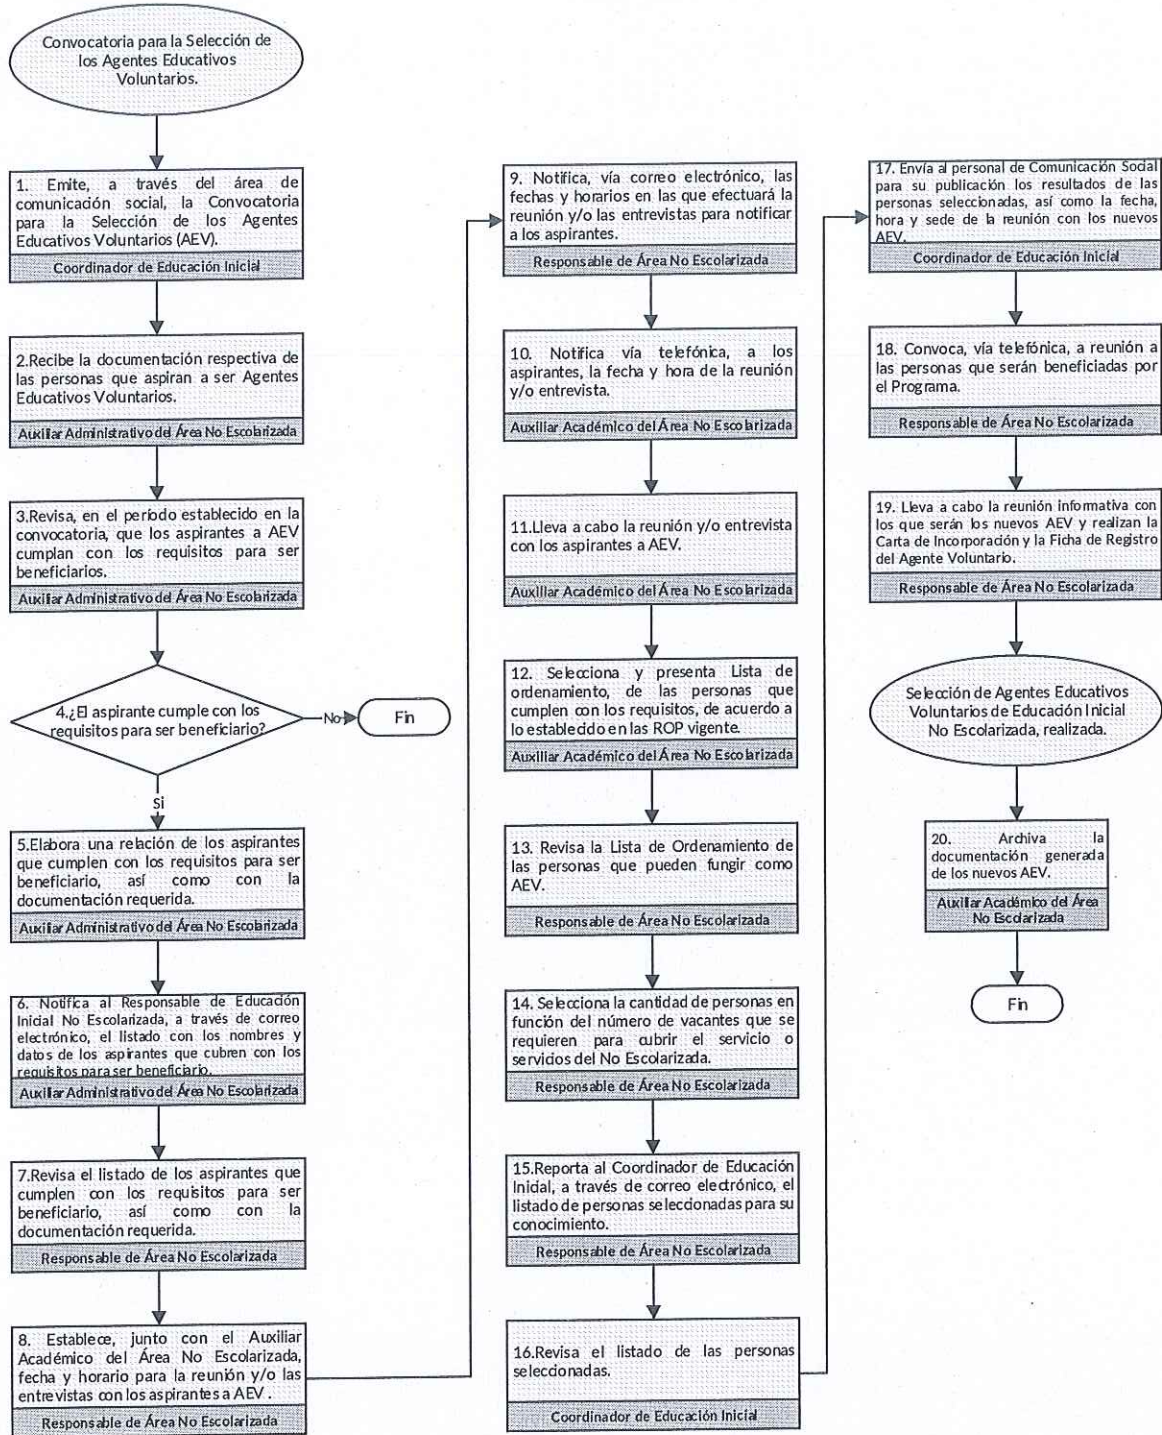 Convocatoria para la Selección de
los Agentes Educativos
Voluntarios.
1. Emite, a través del área de
comunicación social, la Convocatoria
para la Selección de los Agentes
Educativos Voluntarios (AEV).
Coordinador de Educación Inicial
2.Recibe la documentación respectiva de
las personas que aspiran a ser Agentes
Educativos Voluntarios.
Auxiliar Administrativo del Área No Escolarizada
3.Revisa, en el período establecido en la
convocatoria, que los aspirantes a AEV
cumplan con los requisitos para ser
beneficiarios.
Auxiliar Administrativo del Área No Escolarizada
4.¿El aspirante cumple con los
requisitos para ser beneficiario?
No
Fin
Si
5.Elabora una relación de los aspirantes
que cumplen con los requisitos para ser
beneficiario, así como con la
documentación requerida.
Auxiliar Administrativo del Área No Escolarizada
6. Notifica al Responsable de Educación
Inicial No Escolarizada, a través de correo
electrónico, el listado con los nombres y
datos de los aspirantes que cubren con los
requisitos para ser beneficiario.
Auxiliar Administrativo del Área No Escolarizada
7.Revisa el listado de los aspirantes que
cumplen con los requisitos para ser
beneficiario, así como con la
documentación requerida.
Responsable de Área No Escolarizada
8. Establece, junto con el Auxiliar
Académico del Área No Escolarizada,
fecha y horario para la reunión y/o las
entrevistas con los aspirantes a AEV .
Responsable de Área No Escolarizada
9. Notifica, vía correo electrónico, las
fechas y horarios en las que efectuará la
reunión y/o las entrevistas para notificar
a los aspirantes.
Responsable de Área No Escolarizada
10. Notifica vía telefónica, a los
aspirantes, la fecha y hora de la reunión
y/o entrevista.
Auxiliar Académico del Área No Escolarizada
11.Lleva a cabo la reunión y/o entrevista
con los aspirantes a AEV.
Auxiliar Académico del Área No Escolarizada
12. Selecciona y presenta Lista de
ordenamiento, de las personas que
cumplen con los requisitos, de acuerdo a
lo establecido en las ROP vigente.
Auxiliar Académico del Área No Escolarizada
13. Revisa la Lista de Ordenamiento de
las personas que pueden fungir como
AEV.
Responsable de Área No Escolarizada
14. Selecciona la cantidad de personas en
función del número de vacantes que se
requieren para cubrir el servicio o
servicios del No Escolarizada.
Responsable de Área No Escolarizada
15.Reporta al Coordinador de Educación
Inicial, a través de correo electrónico, el
listado de personas seleccionadas para su
conocimiento.
Responsable de Área No Escolarizada
16.Revisa el listado de las personas
seleccionadas.
Coordinador de Educación Inicial
17. Envía al personal de Comunicación Social
para su publicación los resultados de las
personas seleccionadas, así como la fecha,
hora y sede de la reunión con los nuevos
AEV.
Coordinador de Educación Inicial
18. Convoca, vía telefónica, a reunión a
las personas que serán beneficiadas por
el Programa.
Responsable de Área No Escolarizada
19. Lleva a cabo la reunión informativa con
los que serán los nuevos AEV y realizan la
Carta de Incorporación y la Ficha de Registro
del Agente Voluntario.
Responsable de Área No Escolarizada
Selección de Agentes Educativos
Voluntarios de Educación Inicial
No Escolarizada, realizada.
20. Archiva la
documentación generada
de los nuevos AEV.
Auxiliar Académico del Área
No Escolarizada
Fin